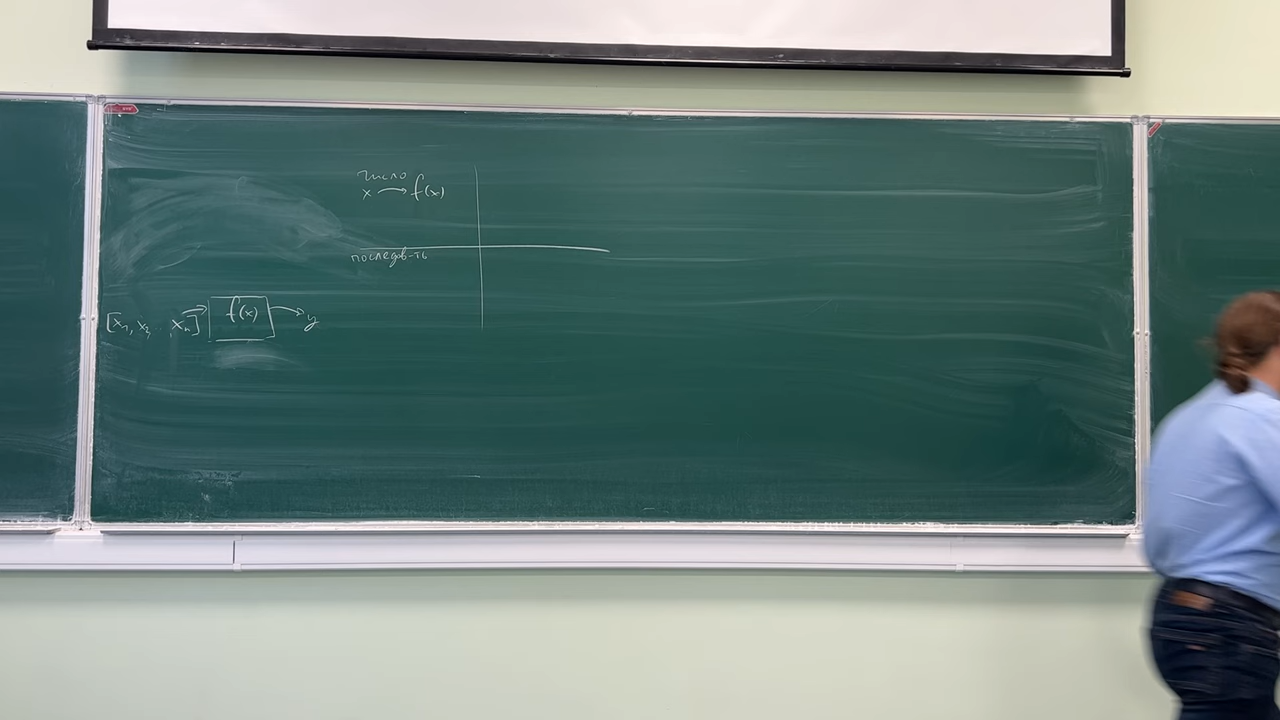 число
x → f(x)
последов-ть
[x₁, x₂, ..., xₙ] → f(x) → y